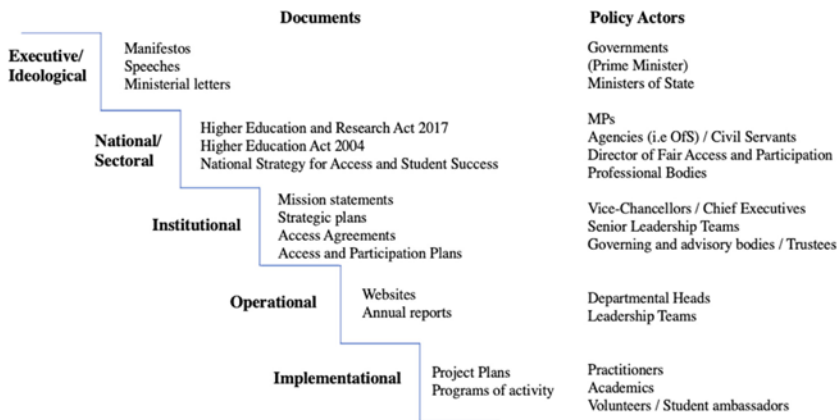 Documents
Policy Actors
Executive/
Ideological
Manifestos
Speeches
Ministerial letters
Governments
(Prime Minister)
Ministers of State
National/
Sectoral
Higher Education and Research Act 2017
Higher Education Act 2004
National Strategy for Access and Student Success
MPs
Agencies (i.e OfS) / Civil Servants
Director of Fair Access and Participation
Professional Bodies
Institutional
Mission statements
Strategic plans
Access Agreements
Access and Participation Plans
Vice-Chancellors / Chief Executives
Senior Leadership Teams
Governing and advisory bodies / Trustees
Operational
Websites
Annual reports
Departmental Heads
Leadership Teams
Implementational
Project Plans
Programs of activity
Practitioners
Academics
Volunteers / Student ambassadors